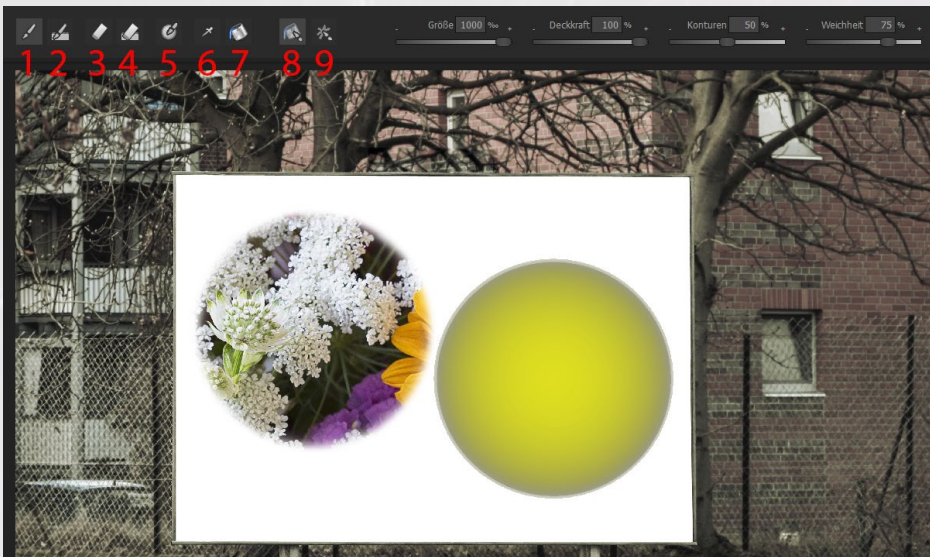 - Größe 1000 ‰ + - Deckkraft 100 % + - Konturen 50 % + - Weichheit 75 % +
1 2 3 4 5 6 7 8 9